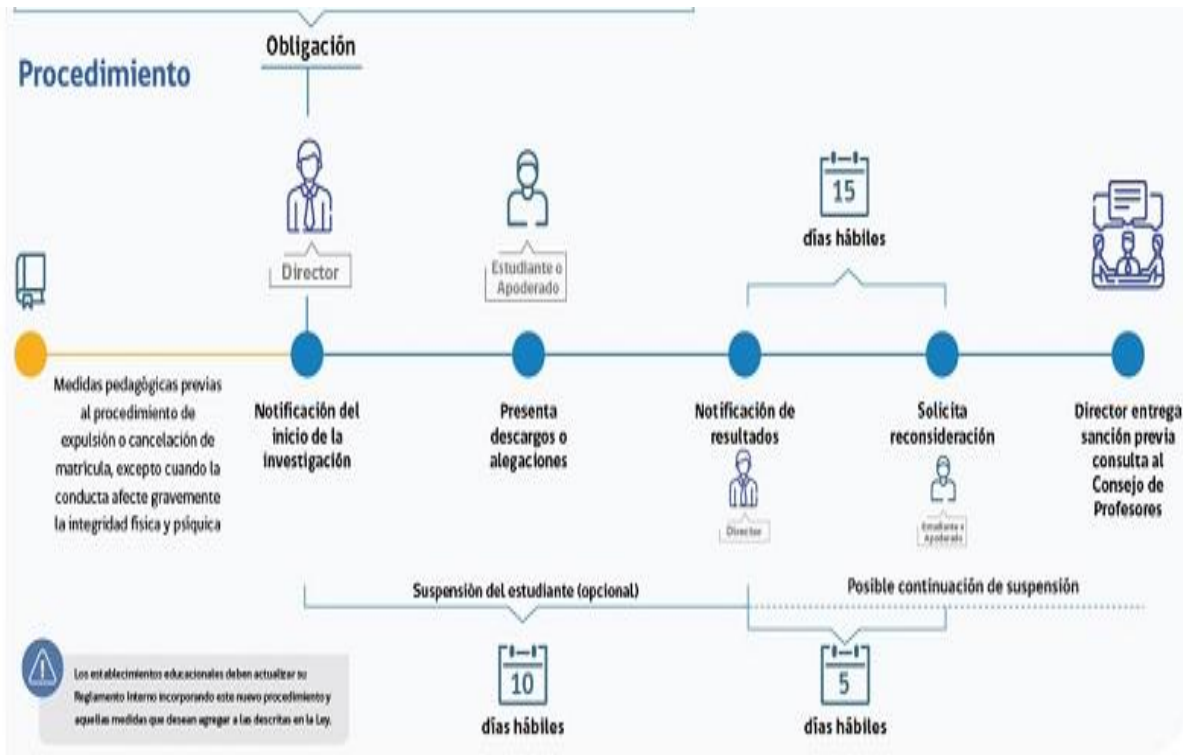 Obligación
Procedimiento
15
días hábiles
Director
Estudiante o
Apoderado
Medidas pedagógicas previas
al procedimiento de
expulsión o cancelación de
matrícula, excepto cuando la
conducta afecte gravemente
la integridad física y psíquica
Notificación del
inicio de la
investigación
Presenta
descargos o
alegaciones
Notificación de
resultados
Director
Solicita
reconsideración
Estudiante o
Apoderado
Director entrega
sanción previa
consulta al
Consejo de
Profesores
Suspensión del estudiante (opcional)
Posible continuación de suspensión
10
días hábiles
5
días hábiles
Los establecimientos educacionales deben actualizar su
Reglamento Interno incorporando este nuevo procedimiento y
aquellas medidas que desean agregar a las descritas en la Ley.